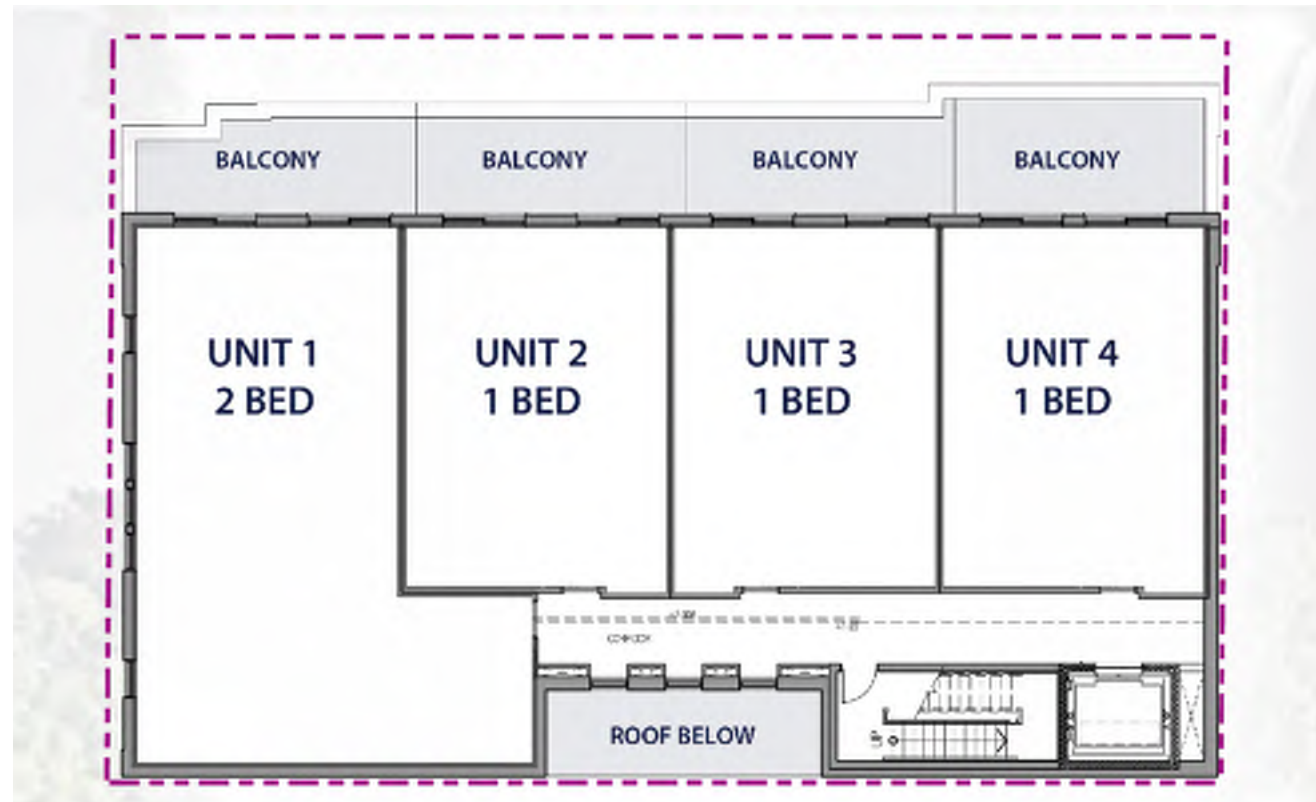 BALCONY
BALCONY
BALCONY
BALCONY
UNIT 1
2 BED
UNIT 2
1 BED
UNIT 3
1 BED
UNIT 4
1 BED
ROOF BELOW
UP